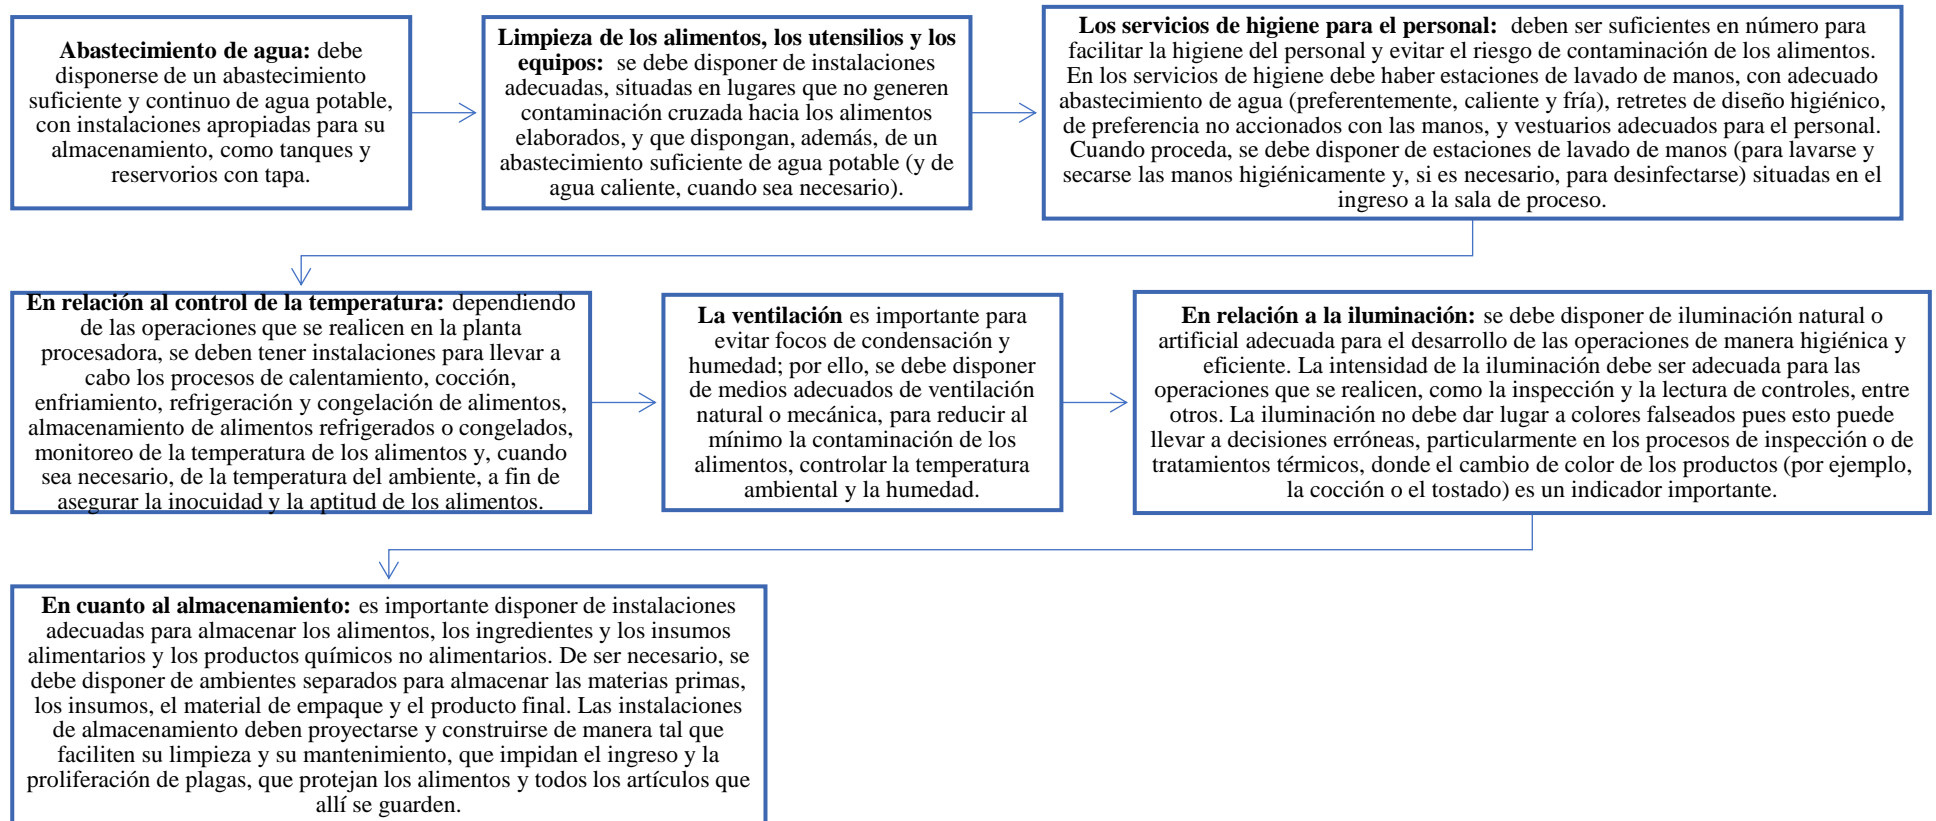 Abastecimiento de agua: debe
disponerse de un abastecimiento
suficiente y continuo de agua potable,
con instalaciones apropiadas para su
almacenamiento, como tanques y
reservorios con tapa.
Limpieza de los alimentos, los utensilios y los
equipos: se debe disponer de instalaciones
adecuadas, situadas en lugares que no generen
contaminación cruzada hacia los alimentos
elaborados, y que dispongan, además, de un
abastecimiento suficiente de agua potable (y de
agua caliente, cuando sea necesario).
Los servicios de higiene para el personal: deben ser suficientes en número para
facilitar la higiene del personal y evitar el riesgo de contaminación de los alimentos.
En los servicios de higiene debe haber estaciones de lavado de manos, con adecuado
abastecimiento de agua (preferentemente, caliente y fría), retretes de diseño higiénico,
de preferencia no accionados con las manos, y vestuarios adecuados para el personal.
Cuando proceda, se debe disponer de estaciones de lavado de manos (para lavarse y
secarse las manos higiénicamente y, si es necesario, para desinfectarse) situadas en el
ingreso a la sala de proceso.
En relación al control de la temperatura: dependiendo
de las operaciones que se realicen en la planta
procesadora, se deben tener instalaciones para llevar a
cabo los procesos de calentamiento, cocción,
enfriamiento, refrigeración y congelación de alimentos,
almacenamiento de alimentos refrigerados o congelados,
monitoreo de la temperatura de los alimentos y, cuando
sea necesario, de la temperatura del ambiente, a fin de
asegurar la inocuidad y la aptitud de los alimentos.
La ventilación es importante para
evitar focos de condensación y
humedad; por ello, se debe disponer
de medios adecuados de ventilación
natural o mecánica, para reducir al
mínimo la contaminación de los
alimentos, controlar la temperatura
ambiental y la humedad.
En relación a la iluminación: se debe disponer de iluminación natural o
artificial adecuada para el desarrollo de las operaciones de manera higiénica y
eficiente. La intensidad de la iluminación debe ser adecuada para las
operaciones que se realicen, como la inspección y la lectura de controles, entre
otros. La iluminación no debe dar lugar a colores falseados pues esto puede
llevar a decisiones erróneas, particularmente en los procesos de inspección o de
tratamientos térmicos, donde el cambio de color de los productos (por ejemplo,
la cocción o el tostado) es un indicador importante.
En cuanto al almacenamiento: es importante disponer de instalaciones
adecuadas para almacenar los alimentos, los ingredientes y los insumos
alimentarios y los productos químicos no alimentarios. De ser necesario, se
debe disponer de ambientes separados para almacenar las materias primas,
los insumos, el material de empaque y el producto final. Las instalaciones
de almacenamiento deben proyectarse y construirse de manera tal que
faciliten su limpieza y su mantenimiento, que impidan el ingreso y la
proliferación de plagas, que protejan los alimentos y todos los artículos que
allí se guarden.